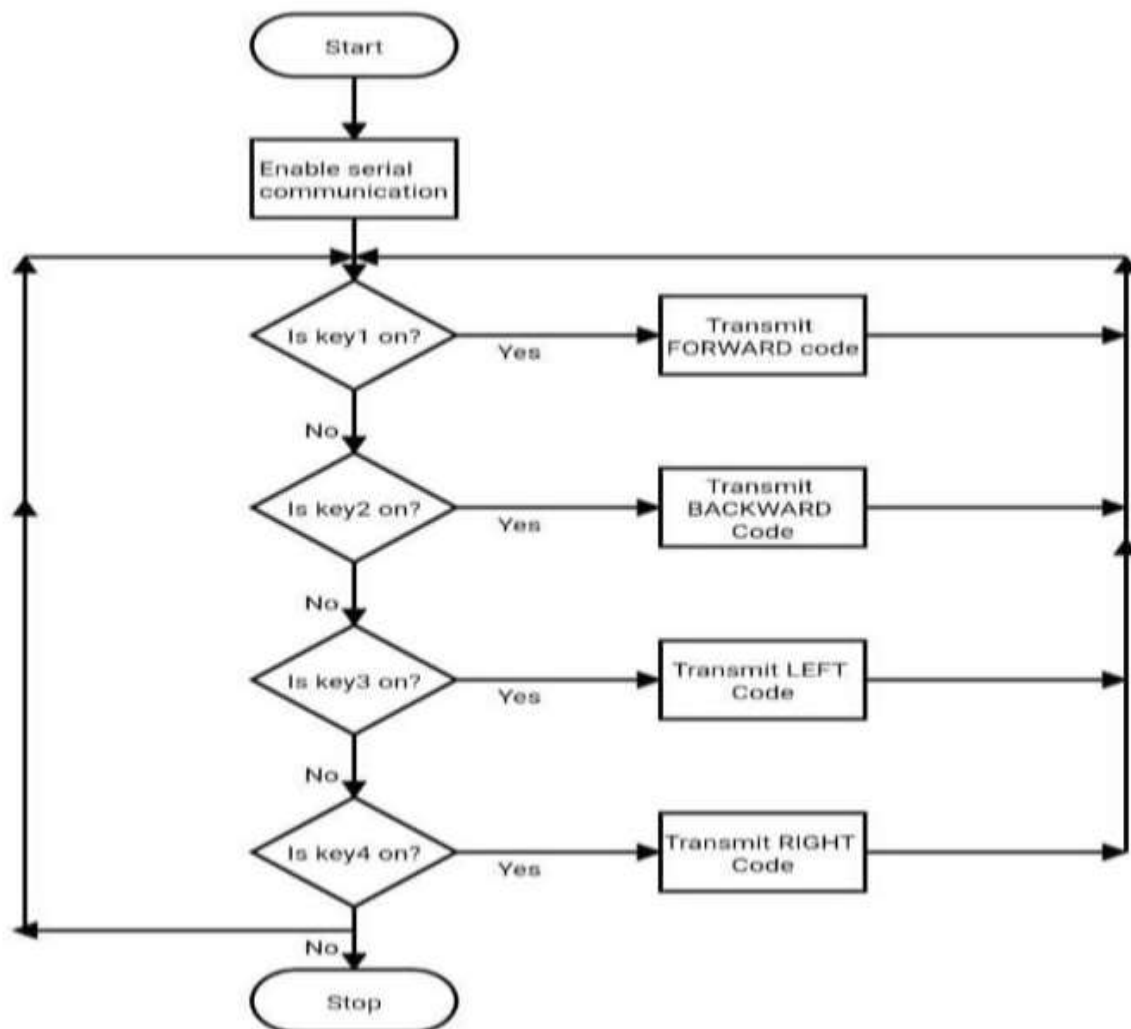 Start
Enable serial
communication
Is key1 on?
Yes
Transmit
FORWARD code
No
Is key2 on?
Yes
Transmit
BACKWARD
Code
No
Is key3 on?
Yes
Transmit LEFT
Code
No
Is key4 on?
Yes
Transmit RIGHT
Code
No
Stop